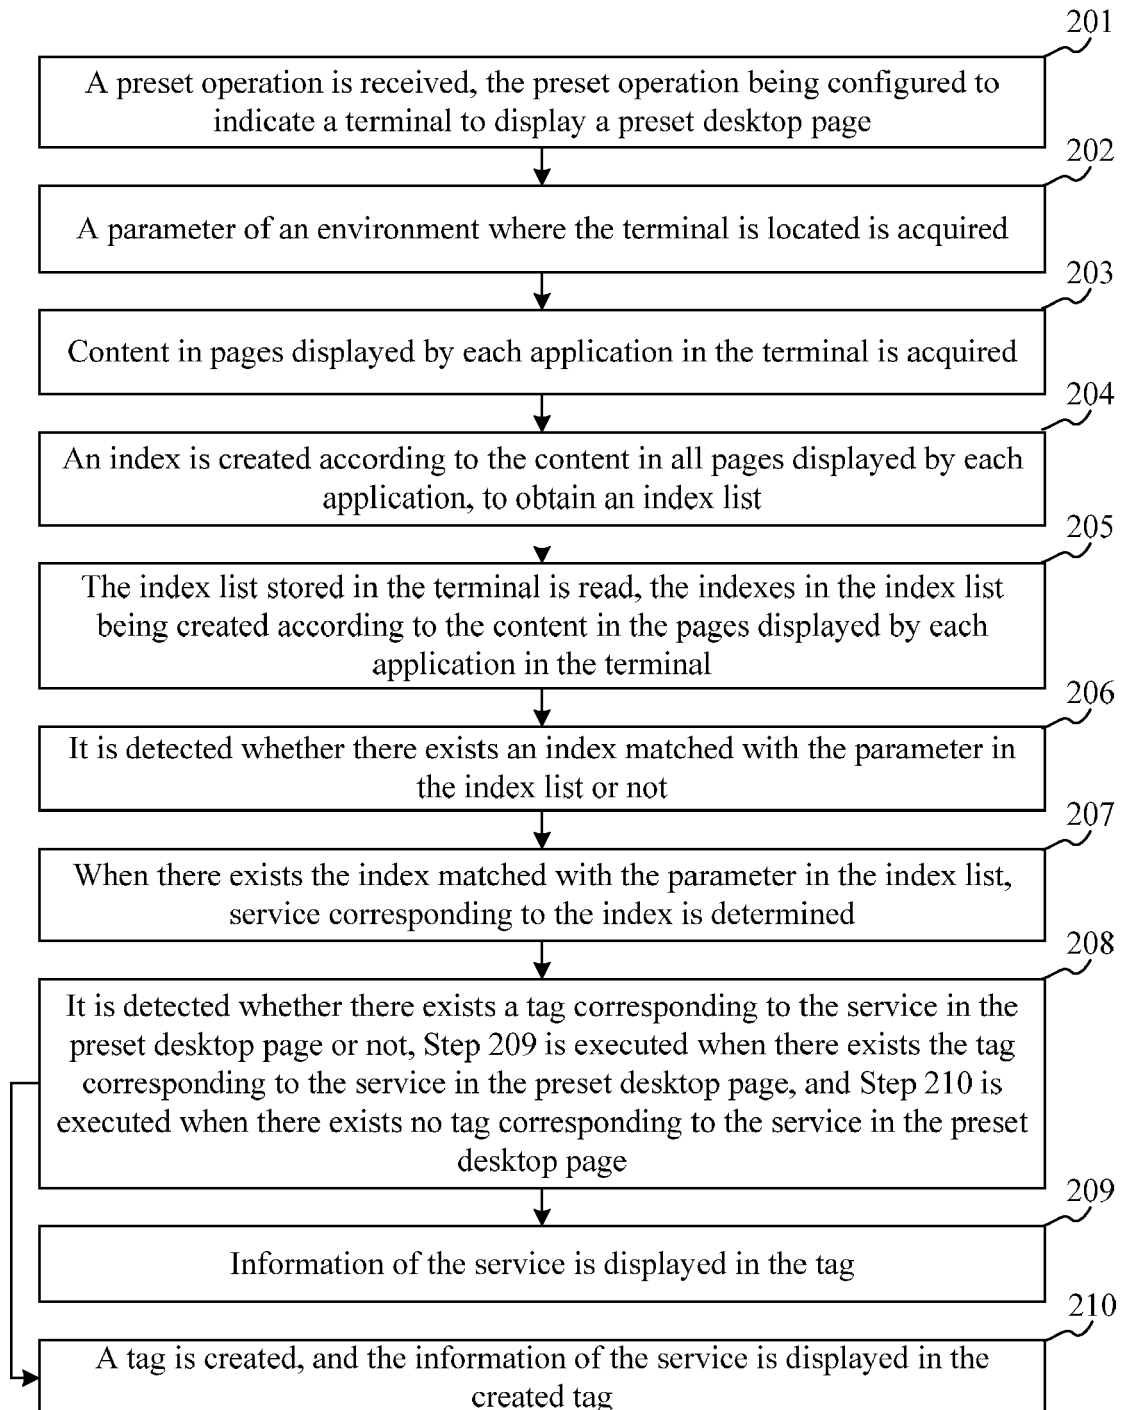 201
A preset operation is received, the preset operation being configured to
indicate a terminal to display a preset desktop page
202
A parameter of an environment where the terminal is located is acquired
203
Content in pages displayed by each application in the terminal is acquired
204
An index is created according to the content in all pages displayed by each
application, to obtain an index list
205
The index list stored in the terminal is read, the indexes in the index list
being created according to the content in the pages displayed by each
application in the terminal
206
It is detected whether there exists an index matched with the parameter in
the index list or not
207
When there exists the index matched with the parameter in the index list,
service corresponding to the index is determined
208
It is detected whether there exists a tag corresponding to the service in the
preset desktop page or not, Step 209 is executed when there exists the tag
corresponding to the service in the preset desktop page, and Step 210 is
executed when there exists no tag corresponding to the service in the preset
desktop page
209
Information of the service is displayed in the tag
210
A tag is created, and the information of the service is displayed in the
created tag